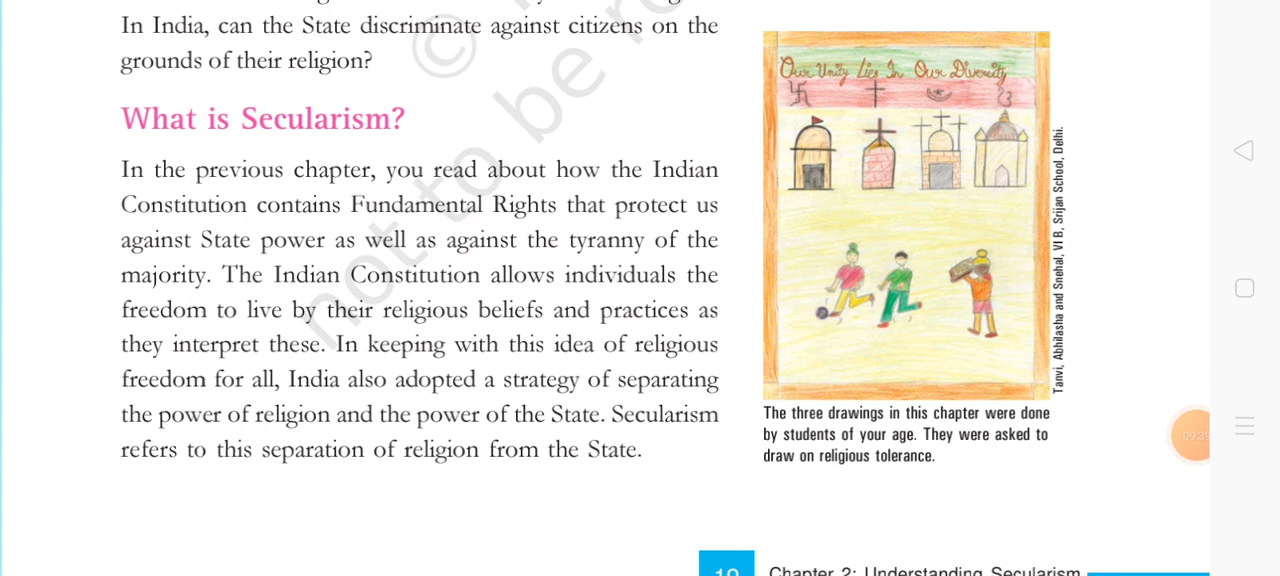 In India, can the State discriminate against citizens on the
grounds of their religion?
What is Secularism?
In the previous chapter, you read about how the Indian
Constitution contains Fundamental Rights that protect us
against State power as well as against the tyranny of the
majority. The Indian Constitution allows individuals the
freedom to live by their religious beliefs and practices as
they interpret these. In keeping with this idea of religious
freedom for all, India also adopted a strategy of separating
the power of religion and the power of the State. Secularism
refers to this separation of religion from the State.
©
not to be
Our Unity Lies In Our Diversity
Tanvi, Abhilasha and Snehal, VI B, Srijan School, Delhi.
The three drawings in this chapter were done
by students of your age. They were asked to
draw on religious tolerance.
09:39
19 Chapter 2: Understanding Secularism